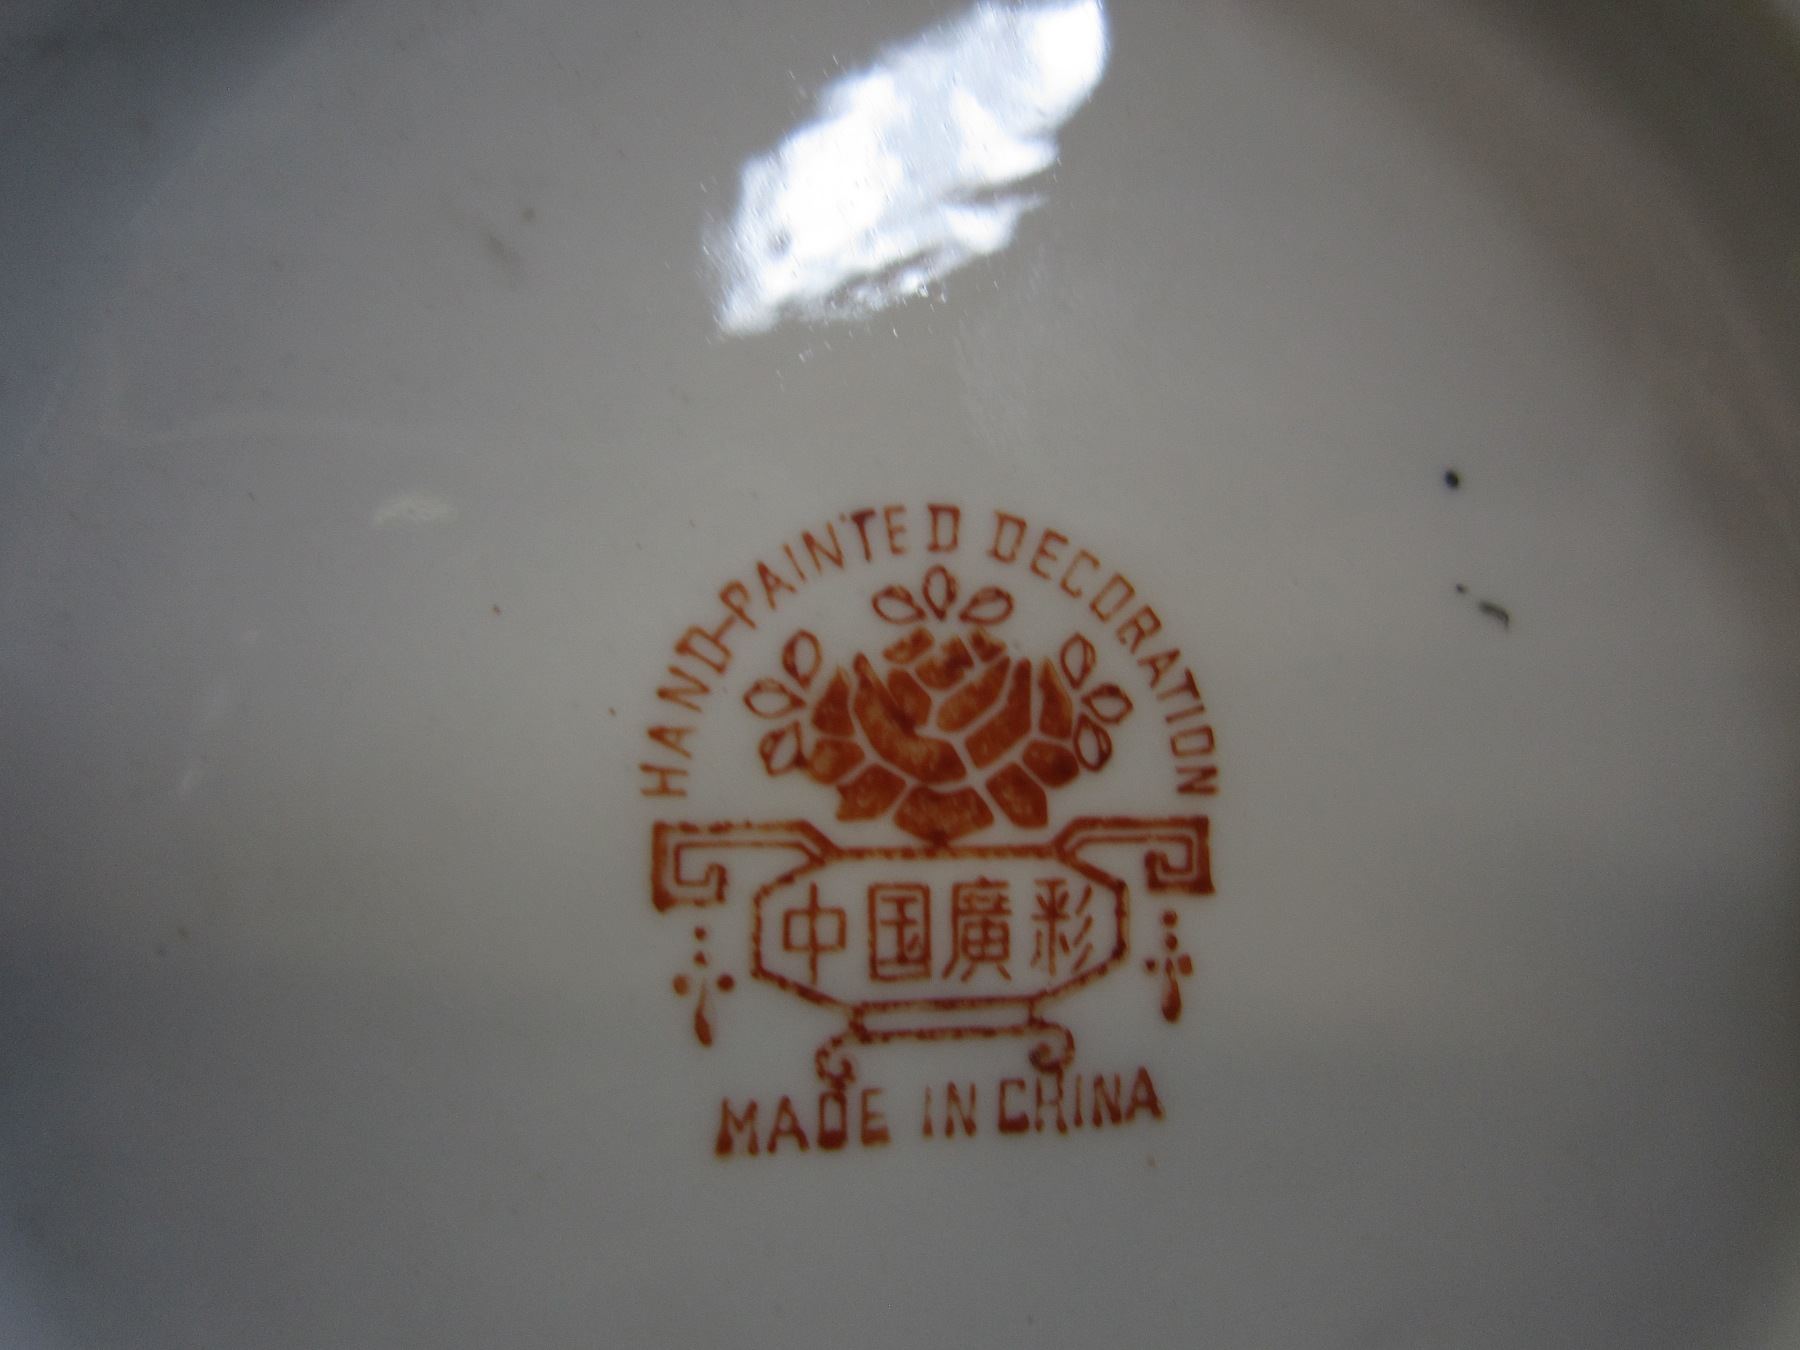 HAND-PAINTED DECORATION
中国廣彩
MADE IN CHINA